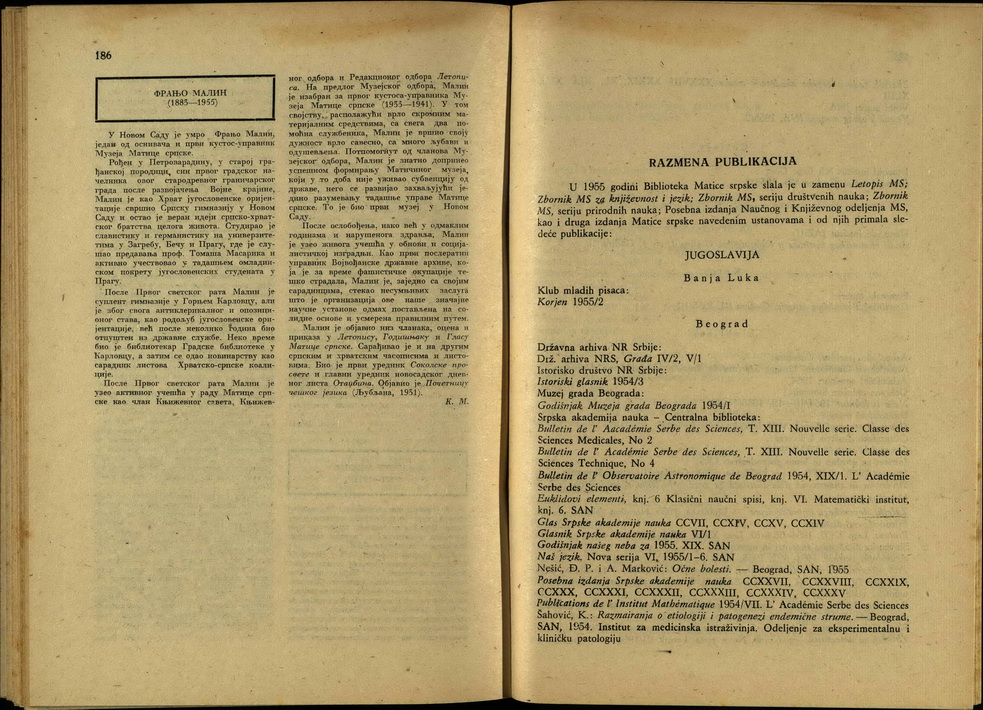 186
ФРАЊО МАЛИН
(1885—1955)
У Новом Саду је умро Фрањо Малин,
један од оснивача и први кустос-управник
Музеја Матице српске.
Рођен у Петроварадину, у старој гра-
ђанској породици, син првог градског на-
челника овог стародревног граничарског
града после развојачења Војне крајине,
Малин је као Хрват југословенске оријен-
тације свршио Српску гимназију у Новом
Саду и остао је веран идеји српско-хрват-
ског братства целога живота. Студирао је
славистику и германистику на универзите-
тима у Загребу, Бечу и Прагу, где је слу-
шао предавања проф. Томаша Масарика и
активно учествовао у тадашњем омладин-
ском покрету југословенских студената у
Прагу.
После Првог светског рата Малин је
суплент гимназије у Горњем Карловцу, али
је због свога антиклерикалног и опозици-
оног става, као родољуб југословенске ори-
јентације, већ после неколико година био
отпуштен из државне службе. Неко време
био је библиотекар Градске библиотеке у
Карловцу, а затим се одао новинарству као
сарадник листова Хрватско-српске коали-
ције.
После Првог светског рата Малин је
узео активног учешћа у раду Матице срп-
ске као члан Књижевног савета, Књижев-
ног одбора и Редакционог одбора Летопи-
са. На предлог Музејског одбора, Малин
је изабран за првог кустоса-управника Му-
зеја Матице српске (1933—1941). У том
својству, располажући врло скромним ма-
теријалним средствима, са свега два по-
моћна службеника, Малин је вршио своју
дужност врло савесно, са много љубави и
одушевљења. Потпомогнут од чланова Му-
зејског одбора, Малин је знатно допринео
успешном формирању Матичиног музеја,
који у то доба није уживао субвенцију од
државе, него се развијао захваљујући је-
дино разумевању тадашње управе Матице
српске. То је био први музеј у Новом
Саду.
После ослобођења, иако већ у одмаклим
годинама и нарушенога здравља, Малин
је узео живога учешћа у обнови и соција-
листичкој изградњи. Као први послератни
управник Војвођанске државне архиве, ко-
ја је за време фашистичке окупације те-
шко страдала, Малин је, заједно са својим
сарадницима, стекао несумњивих заслуга
што је организација ове наше значајне
научне установе одмах постављена на со-
лидне основе и усмерена правилним путем.
Малин је објавио низ чланака, оцена и
приказа у Летопису, Годишњаку и Гласу
Матице српске. Сарађивао је и на другим
српским и хрватским часописима и листо-
вима. Био је први уредник Соколске про-
свете и главни уредник новосадског днев-
ног листа Отаџбина. Објавио је Почетницу
чешког језика (Љубљана, 1951).
К. М.
RAZMENA PUBLIKACIJA
U 1955 godini Biblioteka Matice srpske slala je u zamenu Letopis MS;
Zbornik MS za književnost i jezik; Zbornik MS, seriju društvenih nauka; Zbornik
MS, seriju prirodnih nauka; Posebna izdanja Naučnog i Književnog odeljenja MS,
kao i druga izdanja Matice srpske navedenim ustanovama i od njih primala sle-
deće publikacije:
JUGOSLAVIJA
Banja Luka
Klub mladih pisaca:
Korjen 1955/2
Beograd
Državna arhiva NR Srbije:
Drž. arhiva NRS, Građa IV/2, V/1
Istorisko društvo NR Srbije:
Istoriski glasnik 1954/3
Muzej grada Beograda:
Godišnjak Muzeja grada Beograda 1954/I
Srpska akademija nauka — Centralna biblioteka:
Bulletin de l' Aacadémie Serbe des Sciences, T. XIII. Nouvelle serie. Classe des
Sciences Medicales, No 2
Bulletin de l' Académie Serbe des Sciences, T. XIII. Nouvelle serie. Classe des
Sciences Technique, No 4
Bulletin de l' Observatoire Astronomique de Beograd 1954, XIX/1. L' Académie
Serbe des Sciences
Euklidovi elementi, knj. 6 Klasični naučni spisi, knj. VI. Matematički institut,
knj. 6. SAN
Glas Srpske akademije nauka CCVII, CCXIV, CCXV, CCXIV
Glasnik Srpske akademije nauka VI/1
Godišnjak našeg neba za 1955. XIX. SAN
Naš jezik. Nova serija VI, 1955/1-6. SAN
Nešić, Đ. P. i A. Marković: Očne bolesti. — Beograd, SAN, 1955
Posebna izdanja Srpske akademije nauka CCXXVII, CCXXVIII, CCXXIX,
CCXXX, CCXXXI, CCXXXII, CCXXXIII, CCXXXIV, CCXXXV
Publications de l' Institut Mathématique 1954/VII. L' Académie Serbe des Sciences
Šahović, K.: Razmatranja o etiologiji i patogenezi endemične strume. — Beograd,
SAN, 1954. Institut za medicinska istraživinja. Odeljenje za eksperimentalnu i
kliničku patologiju